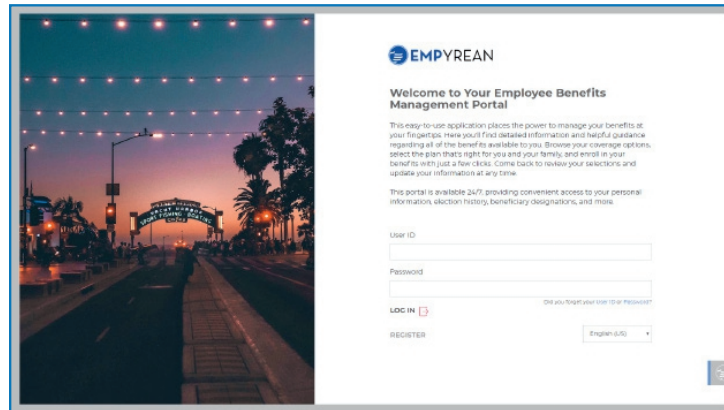 YACHT HARBOR
SPORT FISHING · BOATING
EMPYREAN
Welcome to Your Employee Benefits
Management Portal
This easy-to-use application places the power to manage your benefits at
your fingertips. Here you'll find detailed information and helpful guidance
regarding all of the benefits available to you. Browse your coverage options,
select the plan that's right for you and your family, and enroll in your
benefits with just a few clicks. Come back to review your selections and
update your information at any time.
This portal is available 24/7, providing convenient access to your personal
information, election history, beneficiary designations, and more.
User ID
Password
Did you forget your User ID or Password?
LOG IN
REGISTER
English (US)